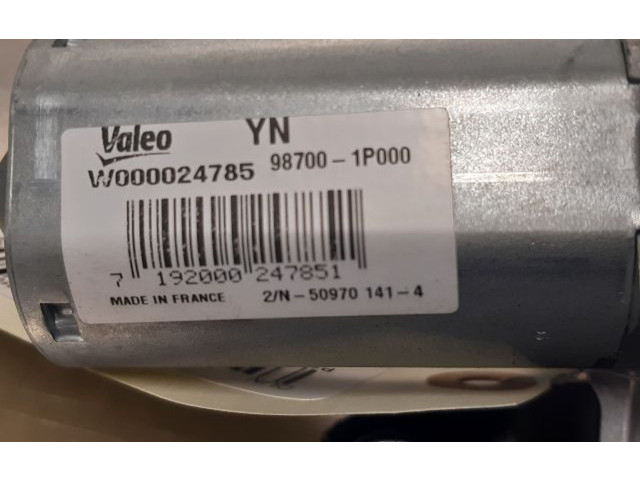 Valeo YN
W000024785 98700-1P000
7 192000 247851
MADE IN FRANCE 2/N-50970 141-4